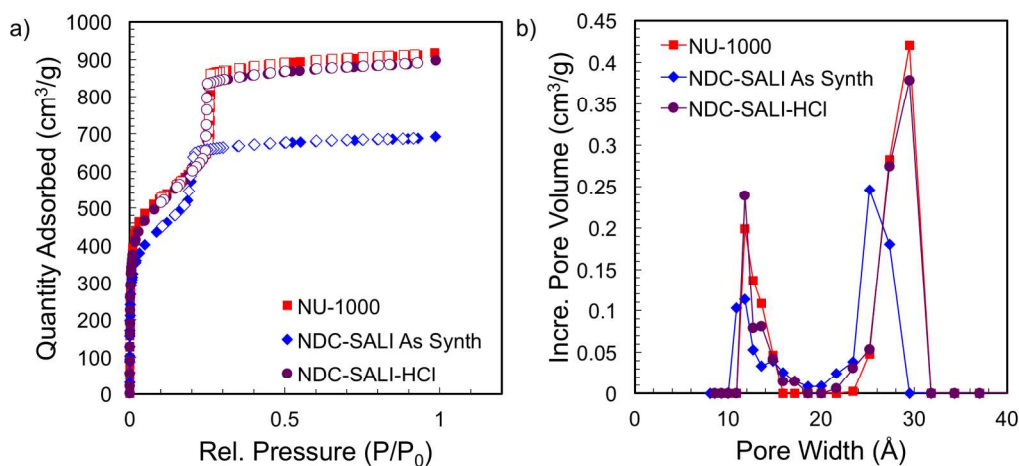 a)
Quantity Adsorbed (cm³/g)
1000
900
800
700
600
500
400
300
200
100
0
0
0.5
1
Rel. Pressure (P/P₀)
NU-1000
NDC-SALI As Synth
NDC-SALI-HCl
b)
Incre. Pore Volume (cm³/g)
0.45
0.4
0.35
0.3
0.25
0.2
0.15
0.1
0.05
0
0
10
20
30
40
Pore Width (Å)
NU-1000
NDC-SALI As Synth
NDC-SALI-HCl